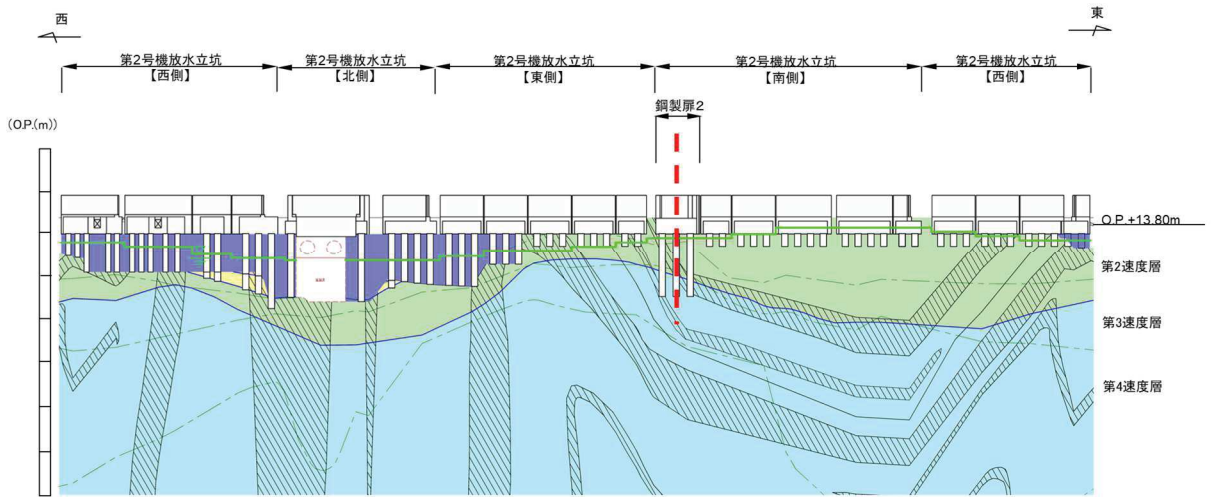 西
東
第2号機放水立坑
【西側】
第2号機放水立坑
【北側】
第2号機放水立坑
【東側】
第2号機放水立坑
【南側】
第2号機放水立坑
【西側】
鋼製扉2
(O.P.(m))
O.P.+13.80m
第2速度層
第3速度層
第4速度層